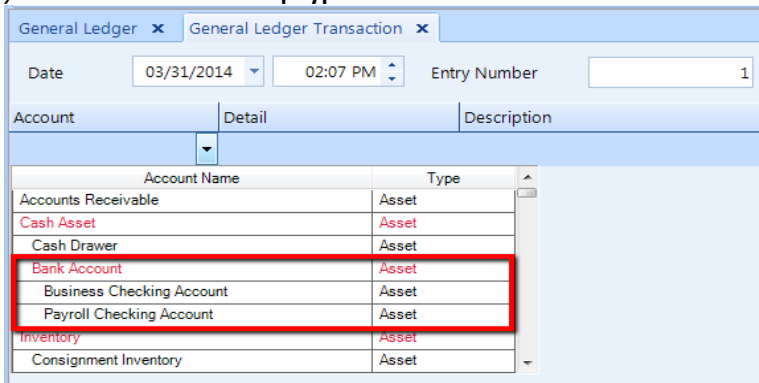 General Ledger × General Ledger Transaction ×
Date 03/31/2014 02:07 PM Entry Number 1
Account Detail Description
Account Name Type
Accounts Receivable Asset
Cash Asset Asset
Cash Drawer Asset
Bank Account Asset
Business Checking Account Asset
Payroll Checking Account Asset
Inventory Asset
Consignment Inventory Asset